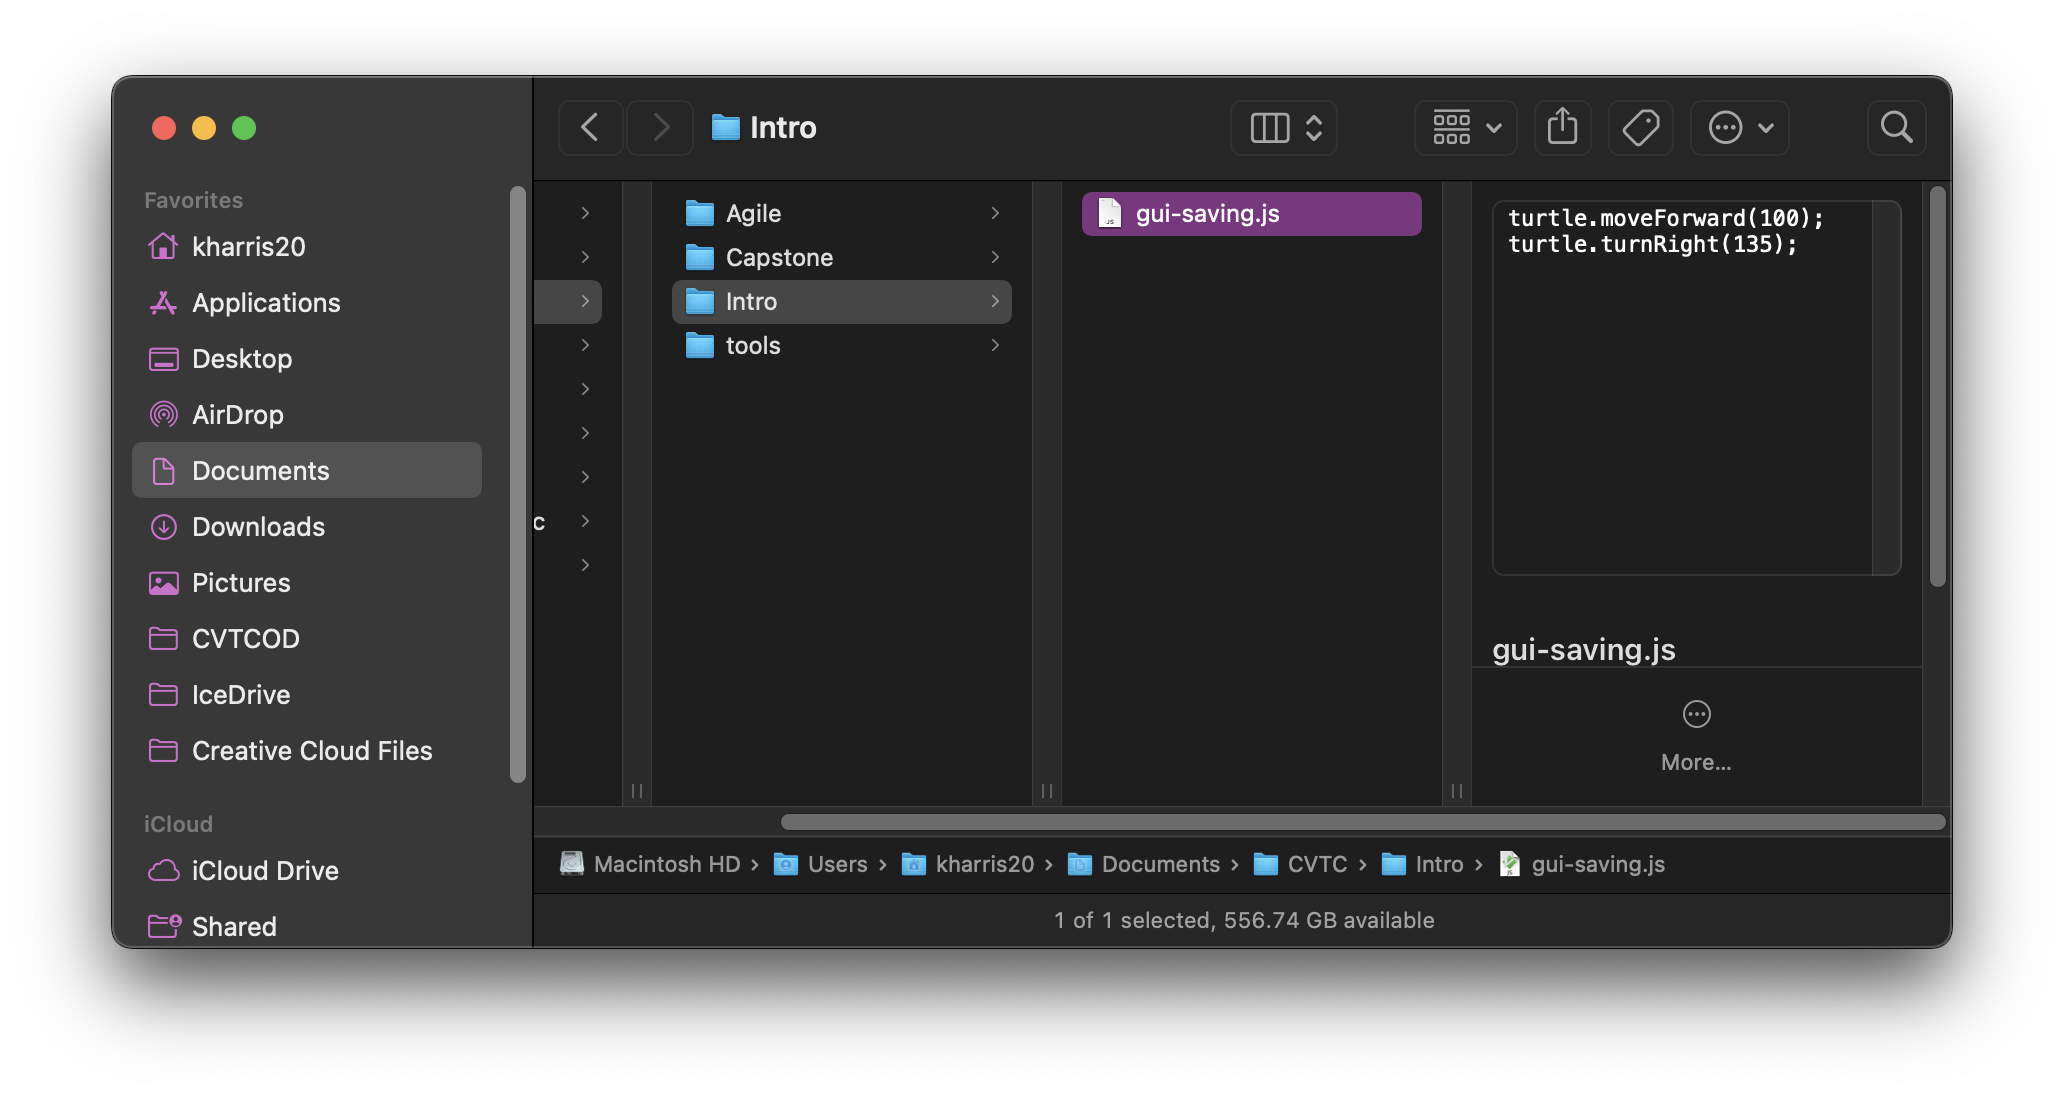 Intro
Favorites
kharris20
Applications
Desktop
AirDrop
Documents
Downloads
Pictures
CVTCOD
IceDrive
Creative Cloud Files
iCloud
iCloud Drive
Shared
c
Agile
Capstone
Intro
tools
JS
gui-saving.js
turtle.moveForward(100);
turtle.turnRight(135);
gui-saving.js
More...
Macintosh HD › Users › kharris20 › Documents › CVTC › Intro › gui-saving.js
1 of 1 selected, 556.74 GB available